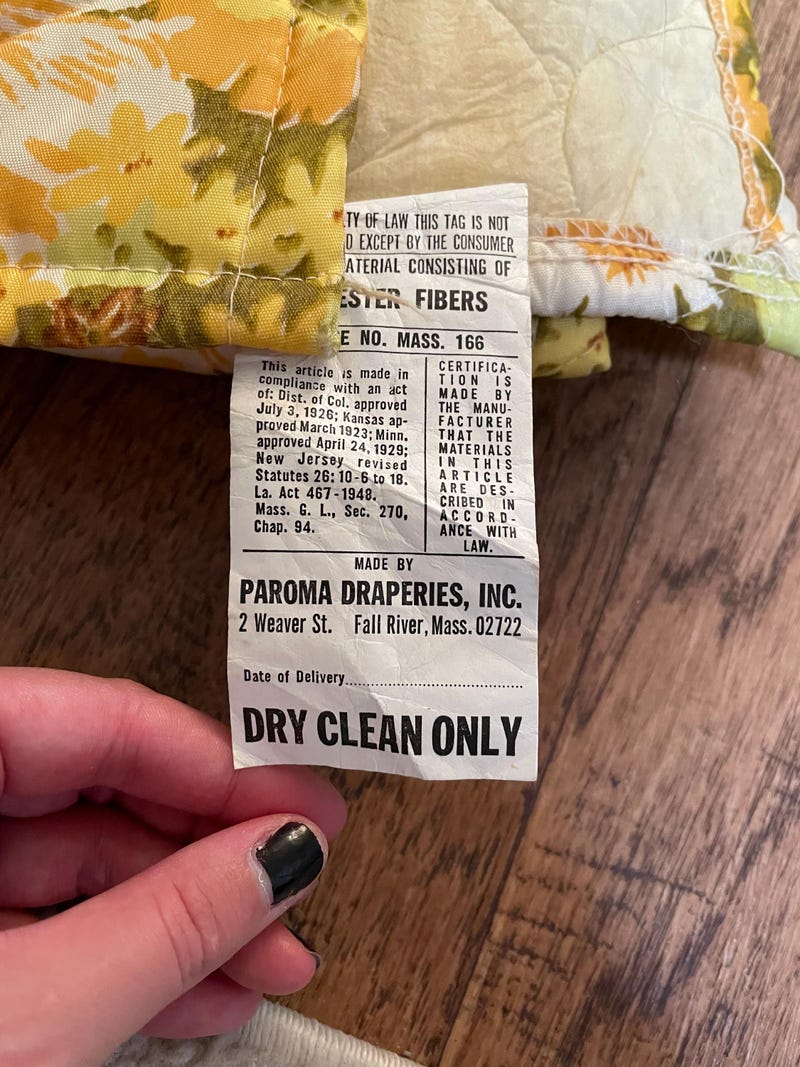 TY OF LAW THIS TAG IS NOT
D EXCEPT BY THE CONSUMER
ATERIAL CONSISTING OF
ESTER FIBERS
E NO. MASS. 166
This article is made in
compliance with an act
of: Dist. of Col. approved
July 3, 1926; Kansas ap-
proved March 1923; Minn.
approved April 24, 1929;
New Jersey revised
Statutes 26:10-6 to 18.
La. Act 467-1948.
Mass. G. L., Sec. 270,
Chap. 94.
CERTIFICA-
TION IS
MADE BY
THE MANU-
FACTURER
THAT THE
MATERIALS
IN THIS
ARTICLE
ARE DES-
CRIBED IN
ACCORD-
ANCE WITH
LAW.
MADE BY
PAROMA DRAPERIES, INC.
2 Weaver St. Fall River, Mass. 02722
Date of Delivery
DRY CLEAN ONLY